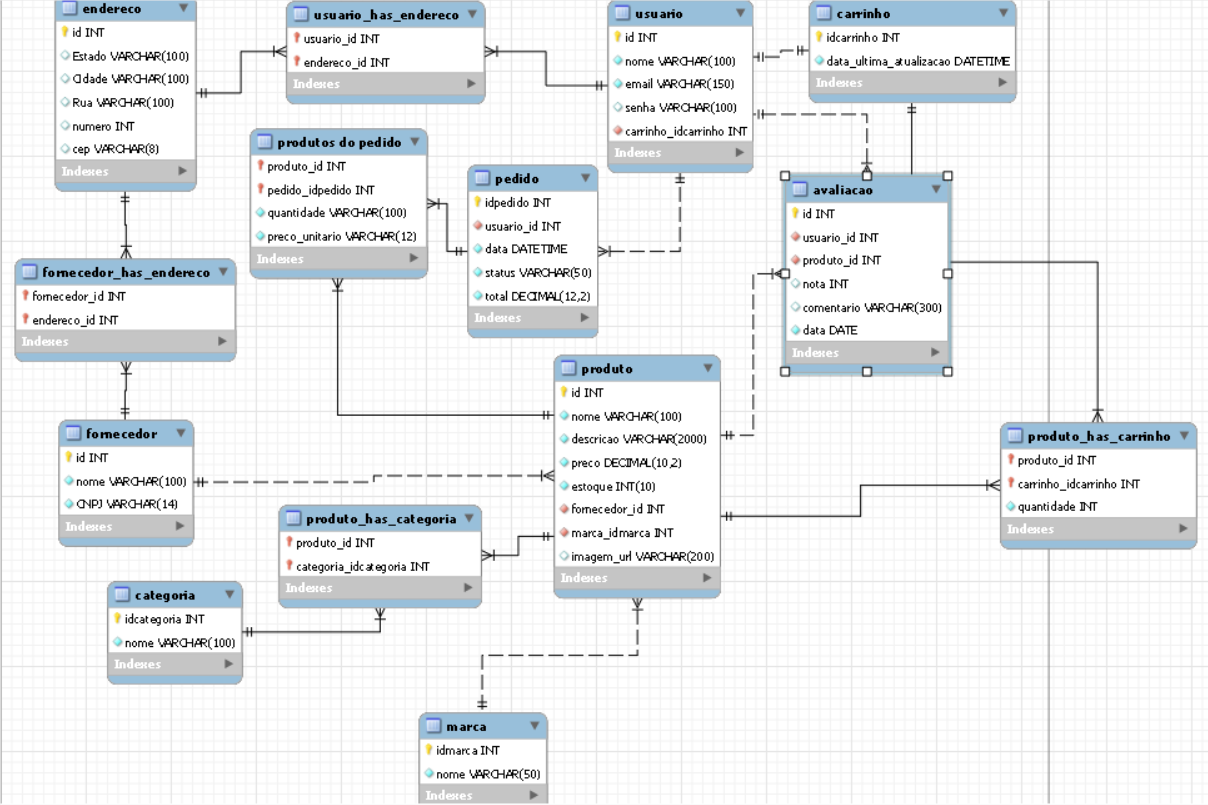 endereco
id INT
Estado VARCHAR(100)
Cidade VARCHAR(100)
Rua VARCHAR(100)
numero INT
cep VARCHAR(8)
Indexes
usuario_has_endereco
usuario_id INT
endereco_id INT
Indexes
usuario
id INT
nome VARCHAR(100)
email VARCHAR(150)
senha VARCHAR(100)
carrinho_idcarrinho INT
Indexes
carrinho
idcarrinho INT
data_ultima_atualizacao DATETIME
Indexes
produtos do pedido
produto_id INT
pedido_idpedido INT
quantidade VARCHAR(100)
preco_unitario VARCHAR(12)
Indexes
pedido
idpedido INT
usuario_id INT
data DATETIME
status VARCHAR(50)
total DECIMAL(12,2)
Indexes
avaliacao
id INT
usuario_id INT
produto_id INT
nota INT
comentario VARCHAR(300)
data DATE
Indexes
fornecedor_has_endereco
fornecedor_id INT
endereco_id INT
Indexes
produto
id INT
nome VARCHAR(100)
descricao VARCHAR(2000)
preco DECIMAL(10,2)
estoque INT(10)
fornecedor_id INT
marca_idmarca INT
imagem_url VARCHAR(200)
Indexes
fornecedor
id INT
nome VARCHAR(100)
CNPJ VARCHAR(14)
Indexes
produto_has_carrinho
produto_id INT
carrinho_idcarrinho INT
quantidade INT
Indexes
produto_has_categoria
produto_id INT
categoria_idcategoria INT
Indexes
categoria
idcategoria INT
nome VARCHAR(100)
Indexes
marca
idmarca INT
nome VARCHAR(50)
Indexes